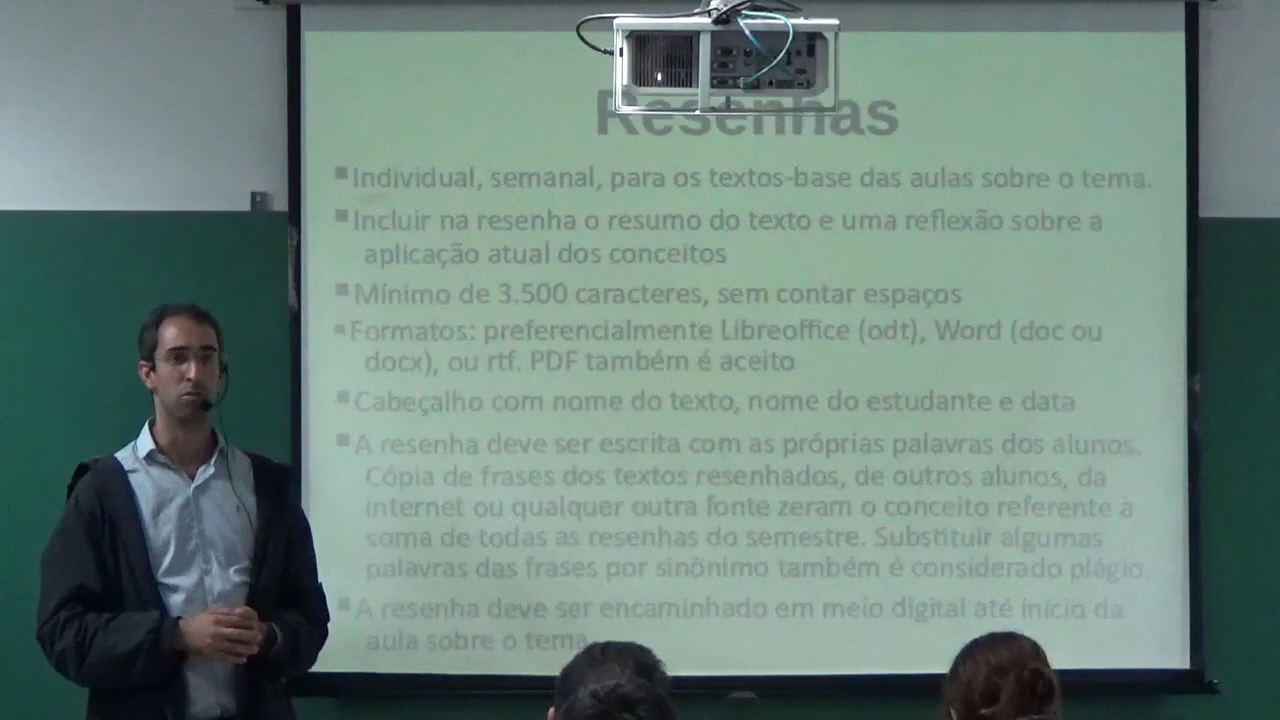 Resenhas
Individual, semanal, para os textos-base das aulas sobre o tema.
Incluir na resenha o resumo do texto e uma reflexão sobre a
aplicação atual dos conceitos
Mínimo de 3.500 caracteres, sem contar espaços
Formatos: preferencialmente Libreoffice (odt), Word (doc ou
docx), ou rtf. PDF também é aceito
Cabeçalho com nome do texto, nome do estudante e data
A resenha deve ser escrita com as próprias palavras dos alunos.
Cópia de frases dos textos resenhados, de outros alunos, da
internet ou qualquer outra fonte zeram o conceito referente à
soma de todas as resenhas do semestre. Substituir algumas
palavras das frases por sinônimo também é considerado plágio
A resenha deve ser encaminhado em meio digital até início da
aula sobre o tema